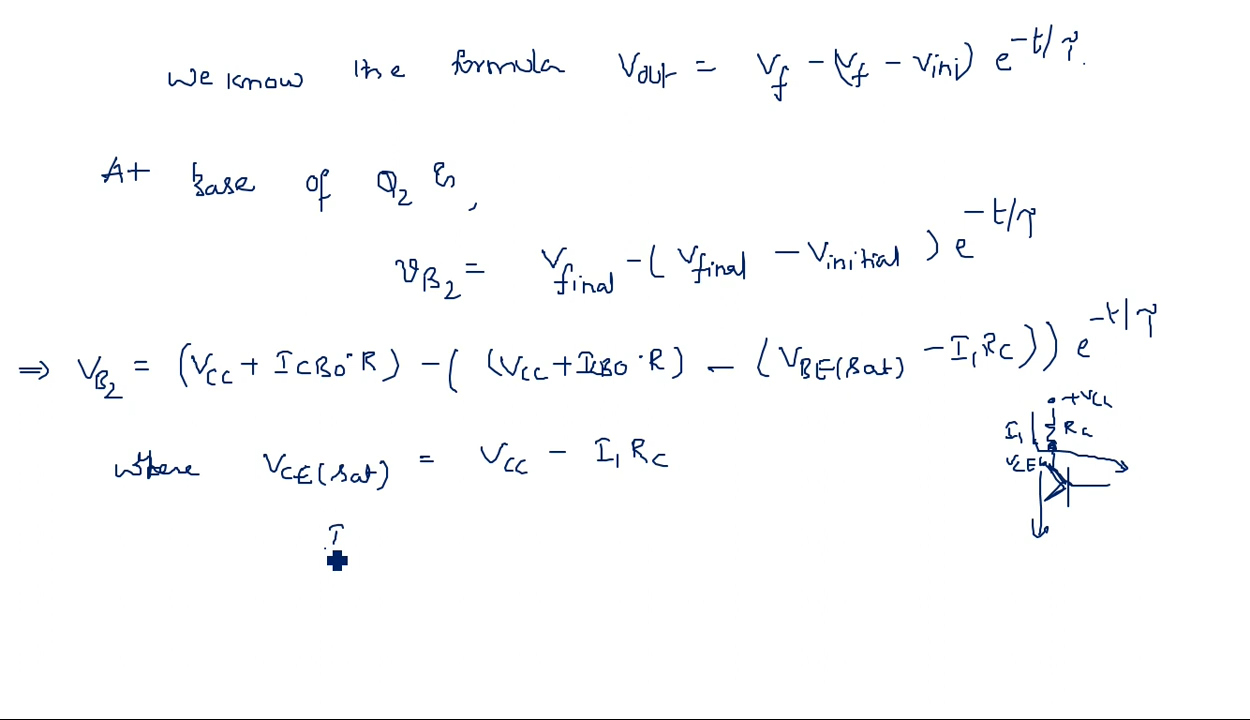 We know the formula Vout = Vf - (Vf - Vini) e^-t/τ.
At base of Q2 is,
VB2 = Vfinal - (Vfinal - Vinitial) e^-t/τ
⇒ VB2 = (VCC + ICBO·R) - ((VCC + ICBO·R) - (VBE(sat) - I1RC)) e^-t/τ
+VCC
I1 RC
where VCE(sat) = VCC - I1RC
VCE
I